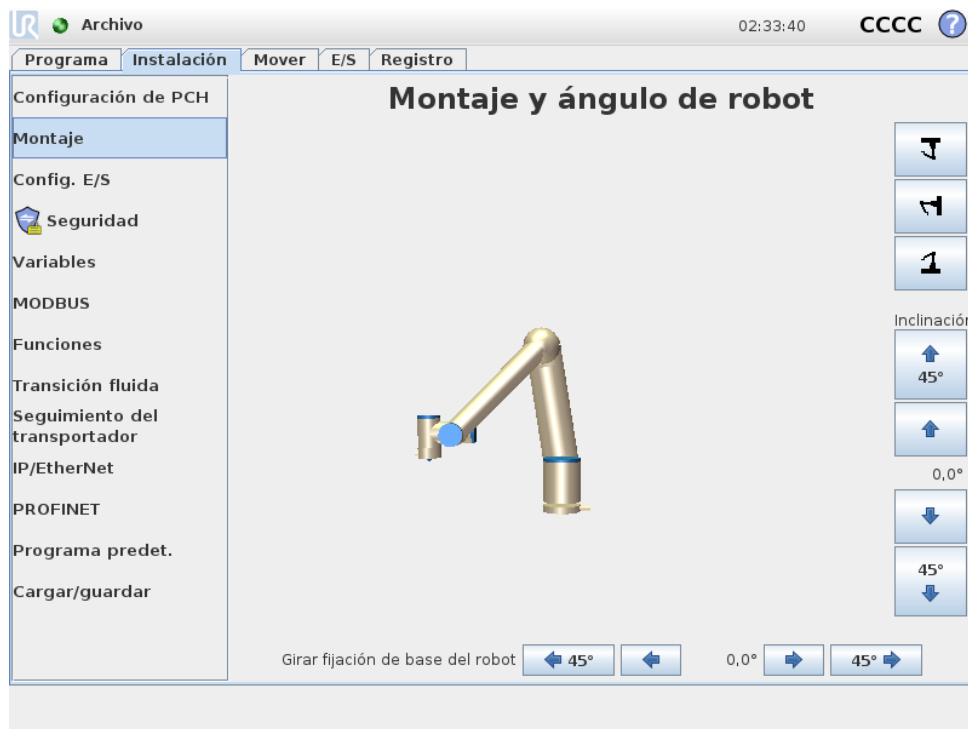 UR Archivo 02:33:40 CCCC ?
Programa Instalación Mover E/S Registro
Configuración de PCH
Montaje
Config. E/S
Seguridad
Variables
MODBUS
Funciones
Transición fluida
Seguimiento del
transportador
IP/EtherNet
PROFINET
Programa predet.
Cargar/guardar
Montaje y ángulo de robot
Inclinación
45°
0,0°
45°
Girar fijación de base del robot 45° 0,0° 45°